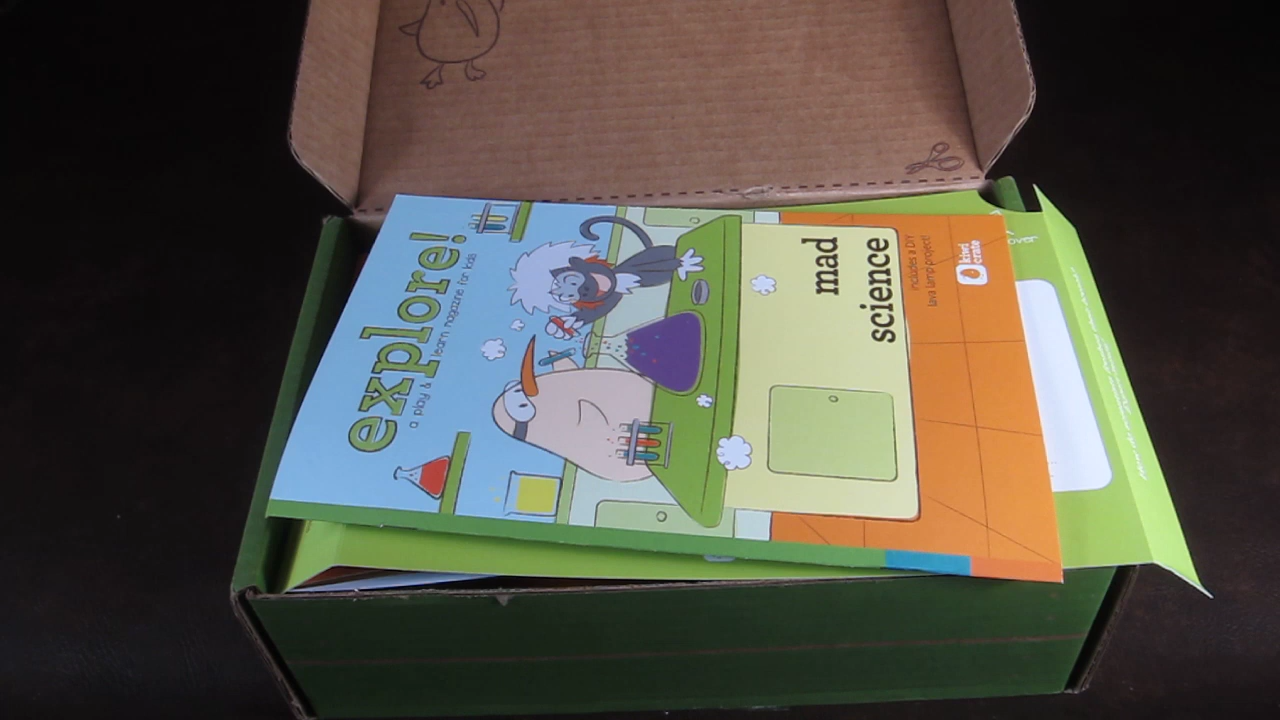 explore!
a play & learn magazine for kids
mad
science
includes a DIY
lava lamp project!
kiwi
crate